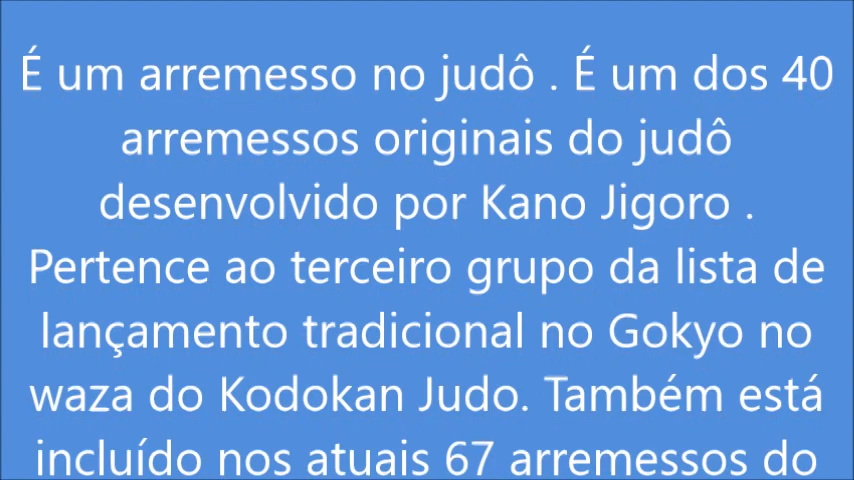 É um arremesso no judô . É um dos 40
arremessos originais do judô
desenvolvido por Kano Jigoro .
Pertence ao terceiro grupo da lista de
lançamento tradicional no Gokyo no
waza do Kodokan Judo. Também está
incluído nos atuais 67 arremessos do